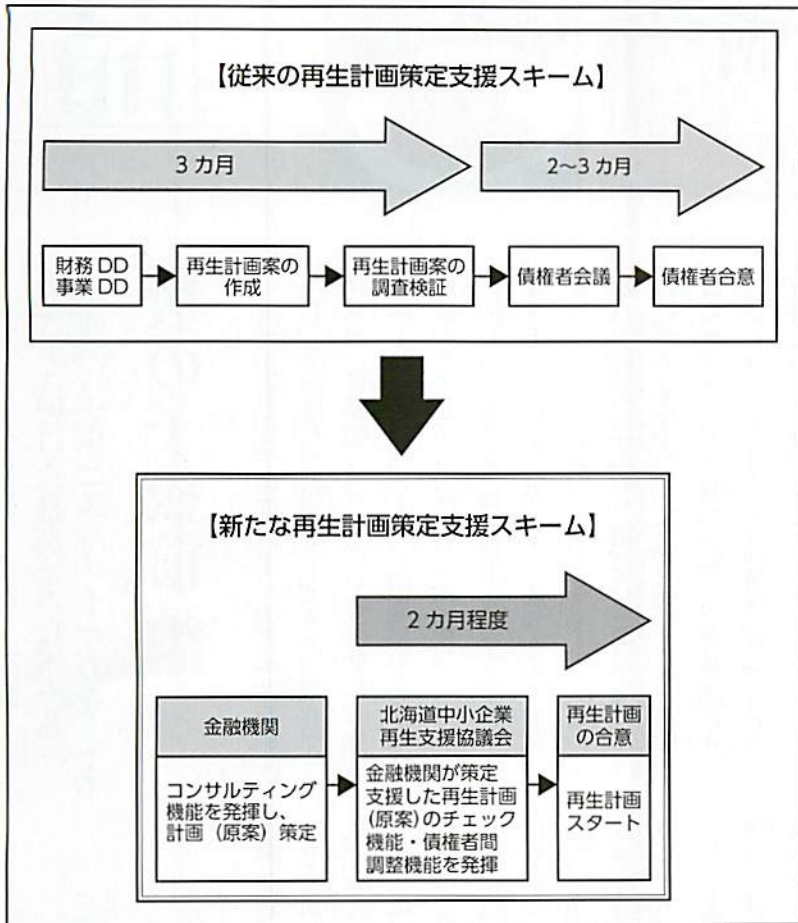 【従来の再生計画策定支援スキーム】
3カ月
2〜3カ月
財務DD
事業DD
再生計画案の
作成
再生計画案の
調査検証
債権者会議
債権者合意
【新たな再生計画策定支援スキーム】
2カ月程度
金融機関
コンサルティング
機能を発揮し、
計画（原案）策定
北海道中小企業
再生支援協議会
金融機関が策定
支援した再生計画
(原案)のチェック
機能・債権者間
調整機能を発揮
再生計画
の合意
再生計画
スタート